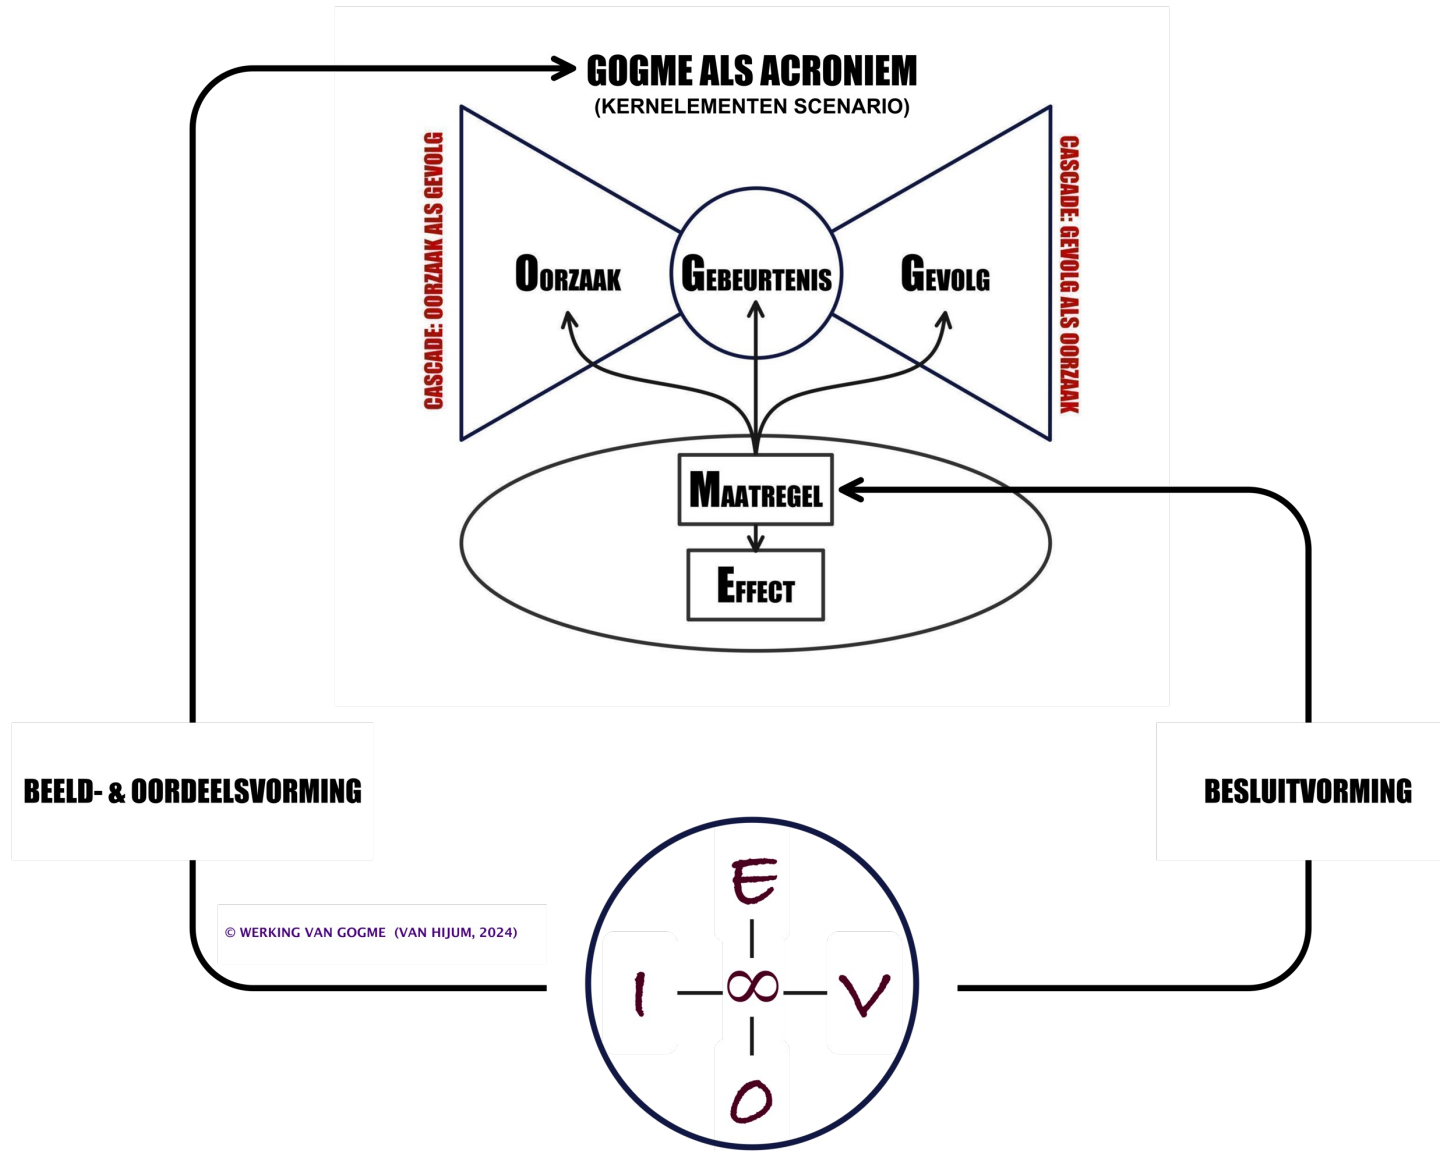 GOGME ALS ACRONIEM
(KERNELEMENTEN SCENARIO)
CASCADE: OORZAAK ALS GEVOLG
OORZAAK
GEBEURTENIS
GEVOLG
CASCADE: GEVOLG ALS OORZAAK
MAATREGEL
EFFECT
BEELD- & OORDEELSVORMING
BESLUITVORMING
© WERKING VAN GOGME (VAN HIJUM, 2024)
E
I ∞ V
O